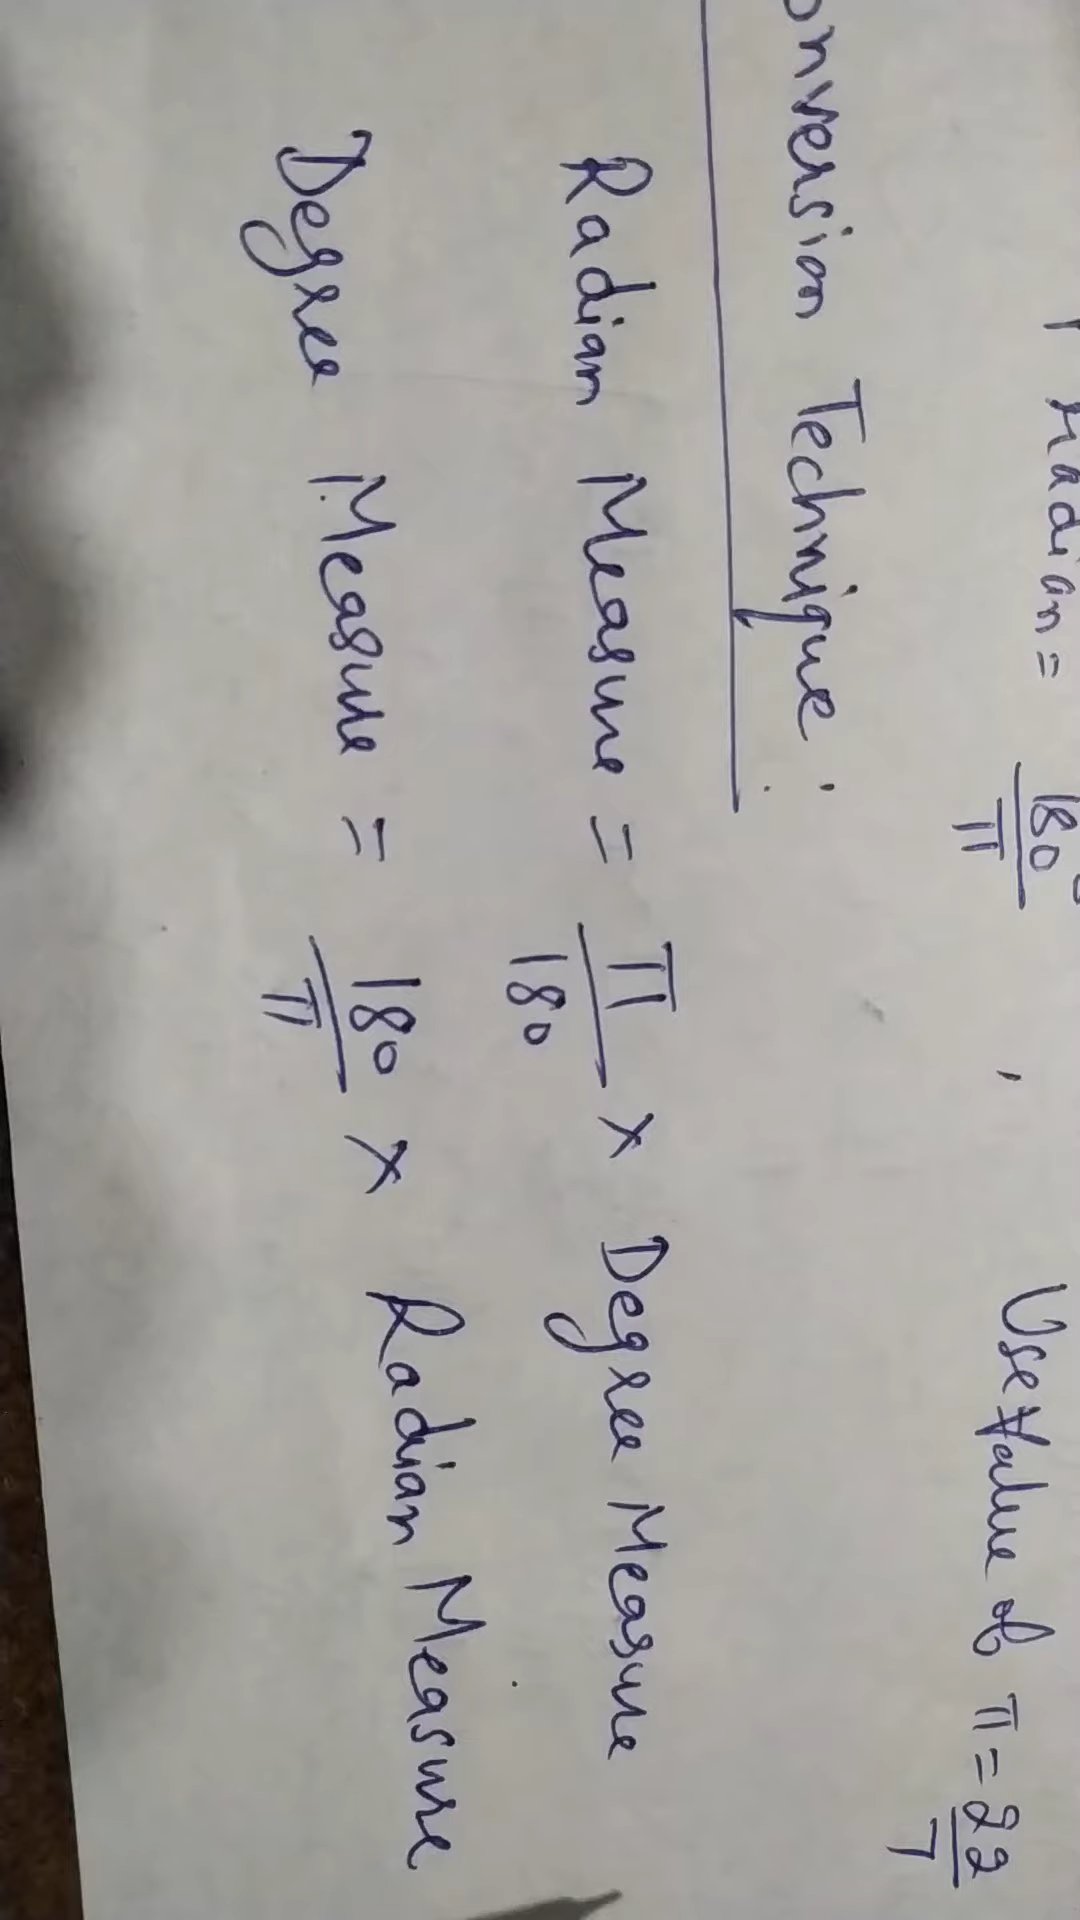 1 radian = 180°/π , Use Value of π = 22/7
onversion Technique :
Radian Measure = π/180 × Degree Measure
Degree Measure = 180/π × Radian Measure